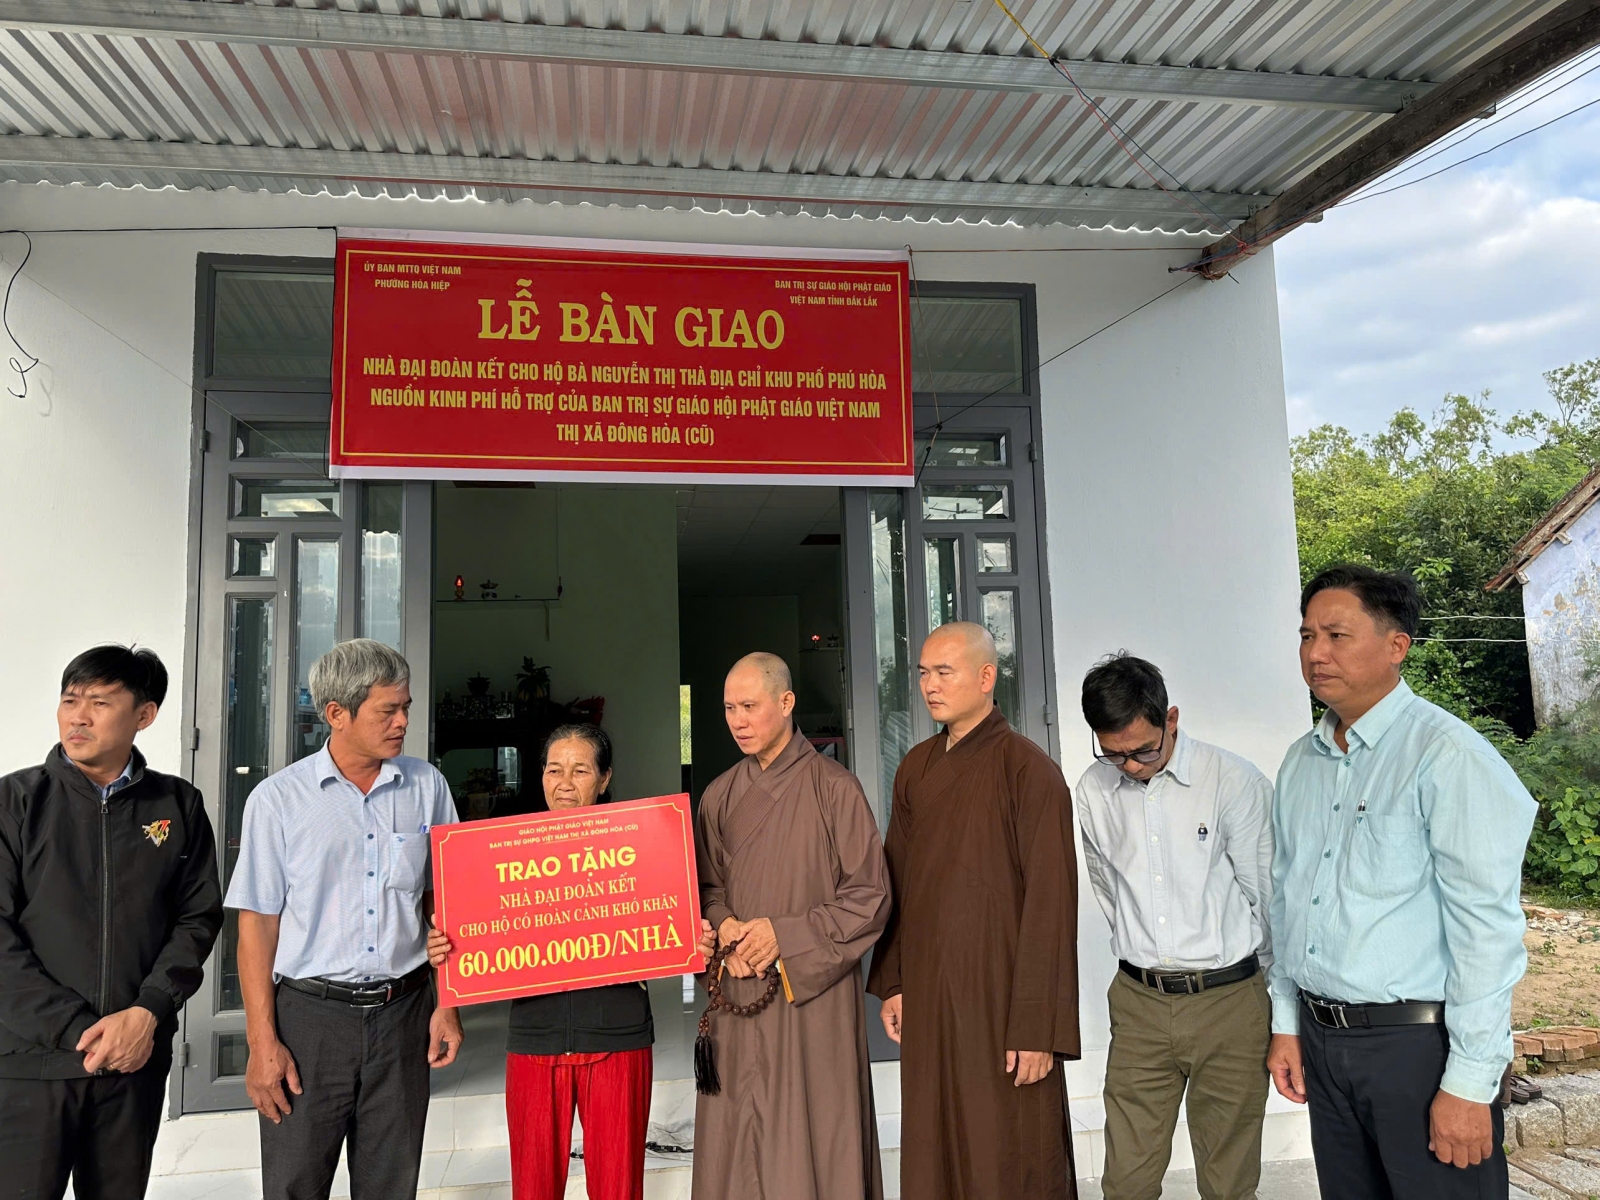 ỦY BAN MTTQ VIỆT NAM
PHƯỜNG HÒA HIỆP
BAN TRỊ SỰ GIÁO HỘI PHẬT GIÁO
VIỆT NAM TỈNH ĐẮK LẮK
LỄ BÀN GIAO
NHÀ ĐẠI ĐOÀN KẾT CHO HỘ BÀ NGUYỄN THỊ THÀ ĐỊA CHỈ KHU PHỐ PHÚ HÒA
NGUỒN KINH PHÍ HỖ TRỢ CỦA BAN TRỊ SỰ GIÁO HỘI PHẬT GIÁO VIỆT NAM
THỊ XÃ ĐÔNG HÒA (CŨ)
GIÁO HỘI PHẬT GIÁO VIỆT NAM
BAN TRỊ SỰ GHPG VIỆT NAM THỊ XÃ ĐÔNG HÒA (CŨ)
TRAO TẶNG
NHÀ ĐẠI ĐOÀN KẾT
CHO HỘ CÓ HOÀN CẢNH KHÓ KHĂN
60.000.000Đ/NHÀ